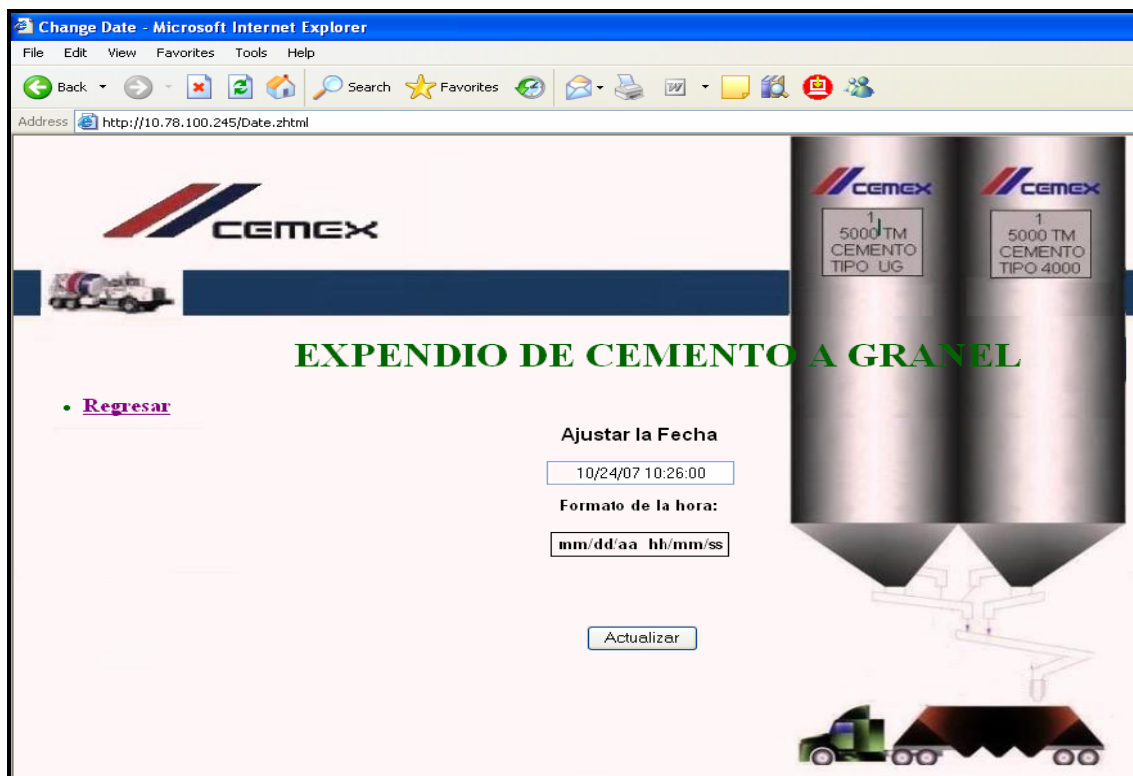 Change Date - Microsoft Internet Explorer
File Edit View Favorites Tools Help
Back Search Favorites W
Address http://10.78.100.245/Date.zhtml
CEMEX
CEMEX CEMEX
1
5000 TM
CEMENTO
TIPO UG
1
5000 TM
CEMENTO
TIPO 4000
EXPENDIO DE CEMENTO A GRANEL
• Regresar
Ajustar la Fecha
10/24/07 10:26:00
Formato de la hora:
mm/dd/aa hh/mm/ss
Actualizar